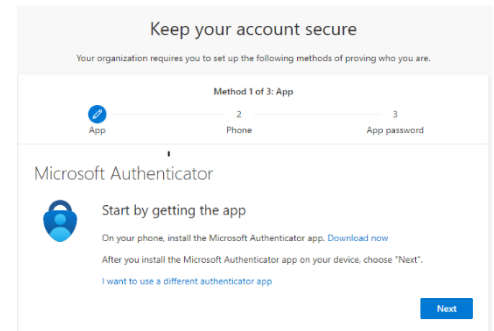 Keep your account secure
Your organization requires you to set up the following methods of proving who you are.
Method 1 of 3: App
2 3
App Phone App password
Microsoft Authenticator
Start by getting the app
On your phone, install the Microsoft Authenticator app. Download now
After you install the Microsoft Authenticator app on your device, choose "Next".
I want to use a different authenticator app
Next